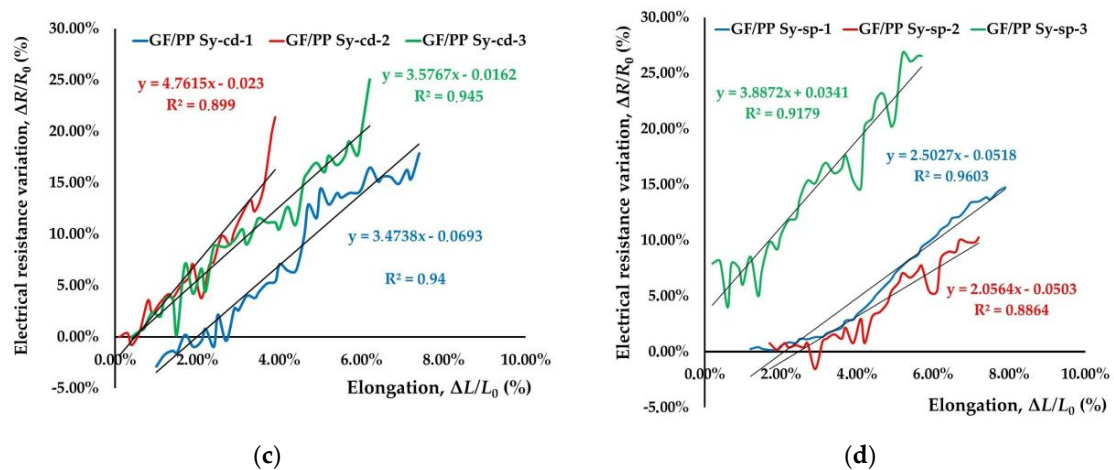 30.00%
GF/PP Sy-cd-1 GF/PP Sy-cd-2 GF/PP Sy-cd-3
25.00%
y = 4.7615x - 0.023
R² = 0.899
y = 3.5767x - 0.0162
R² = 0.945
20.00%
15.00%
10.00%
y = 3.4738x - 0.0693
R² = 0.94
5.00%
0.00%
0.00% 2.00% 4.00% 6.00% 8.00% 10.00%
-5.00%
Electrical resistance variation, ΔR/R₀ (%)
Elongation, ΔL/L₀ (%)
(c)
30.00%
GF/PP Sy-sp-1 GF/PP Sy-sp-2 GF/PP Sy-sp-3
25.00%
y = 3.8872x + 0.0341
R² = 0.9179
20.00%
y = 2.5027x - 0.0518
R² = 0.9603
15.00%
10.00%
5.00%
y = 2.0564x - 0.0503
R² = 0.8864
0.00%
0.00% 2.00% 4.00% 6.00% 8.00% 10.00%
-5.00%
Electrical resistance variation, ΔR/R₀ (%)
Elongation, ΔL/L₀ (%)
(d)